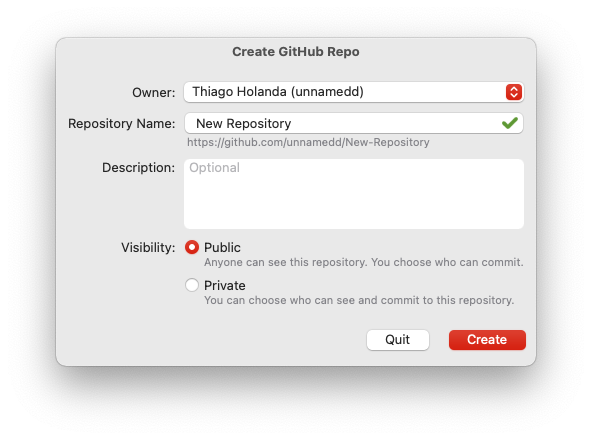 Create GitHub Repo
Owner: Thiago Holanda (unnamedd)
Repository Name: New Repository
https://github.com/unnamedd/New-Repository
Description: Optional
Visibility: Public
Anyone can see this repository. You choose who can commit.
Private
You can choose who can see and commit to this repository.
Quit Create